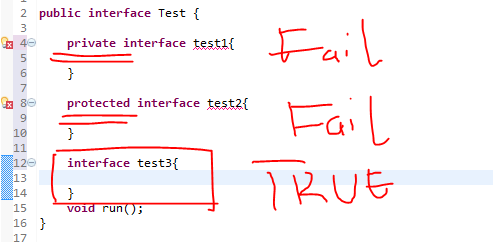 1
2 public interface Test {
3
4 private interface test1{ Fail
5
6 }
7
8 protected interface test2{ Fail
9
10 }
11
12 interface test3{ TRUE
13
14 }
15 void run();
16 }